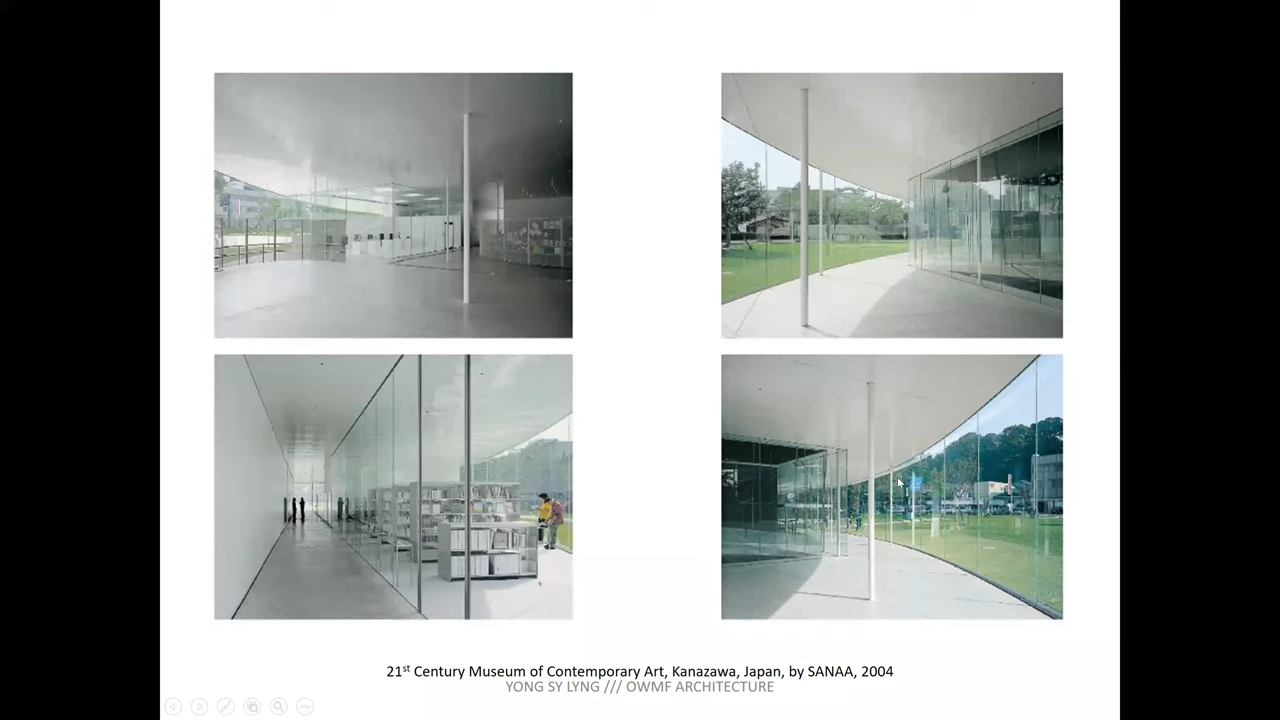 21st Century Museum of Contemporary Art, Kanazawa, Japan, by SANAA, 2004
YONG SY LYNG /// OWMF ARCHITECTURE